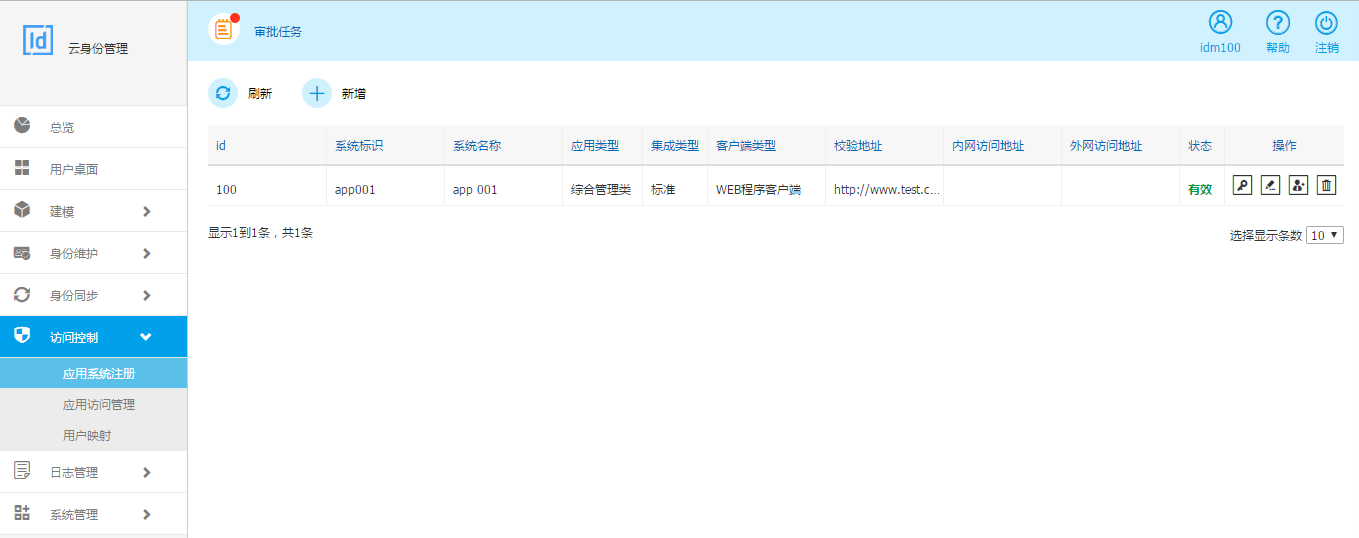 Id 云身份管理
审批任务
idm100 帮助 注销
总览
用户桌面
建模
身份维护
身份同步
访问控制
应用系统注册
应用访问管理
用户映射
日志管理
系统管理
刷新 新增
id 系统标识 系统名称 应用类型 集成类型 客户端类型 校验地址 内网访问地址 外网访问地址 状态 操作
100 app001 app 001 综合管理类 标准 WEB程序客户端 http://www.test.c... 有效
显示1到1条，共1条
选择显示条数 10